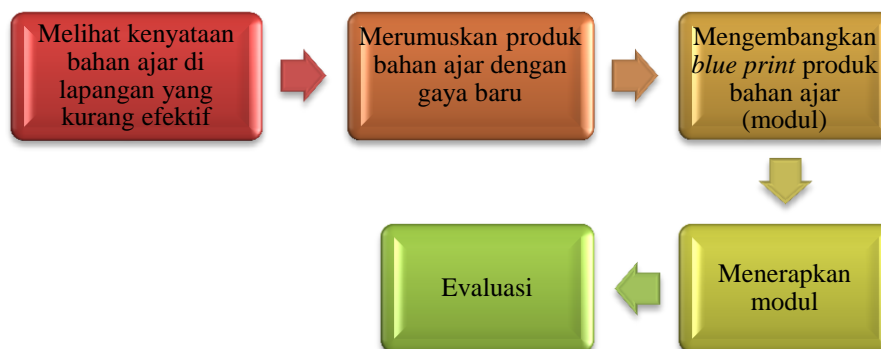 Melihat kenyataan
bahan ajar di
lapangan yang
kurang efektif
Merumuskan produk
bahan ajar dengan
gaya baru
Mengembangkan
blue print produk
bahan ajar
(modul)
Menerapkan
modul
Evaluasi